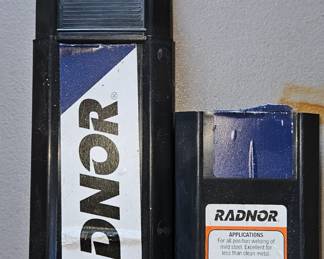 RADNOR®
RADNOR
APPLICATIONS
For all position welding of
mild steel. Excellent for
less than clean metal.